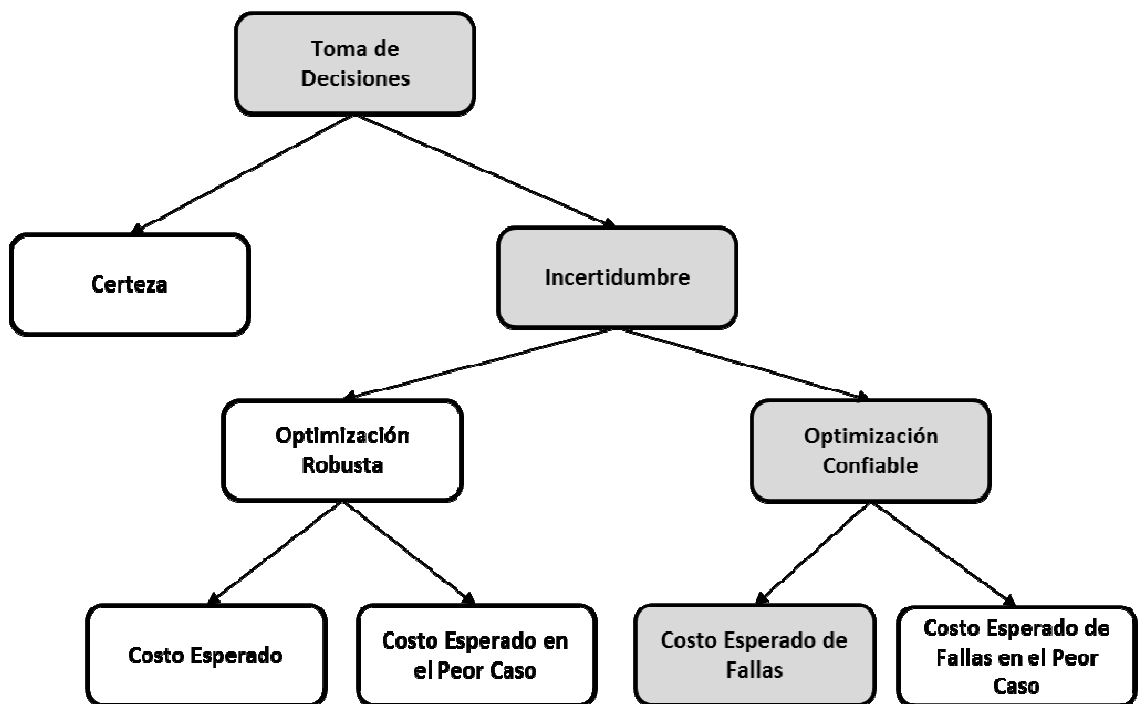 Toma de
Decisiones
Certeza
Incertidumbre
Optimización
Robusta
Optimización
Confiable
Costo Esperado
Costo Esperado en
el Peor Caso
Costo Esperado de
Fallas
Costo Esperado de
Fallas en el Peor
Caso